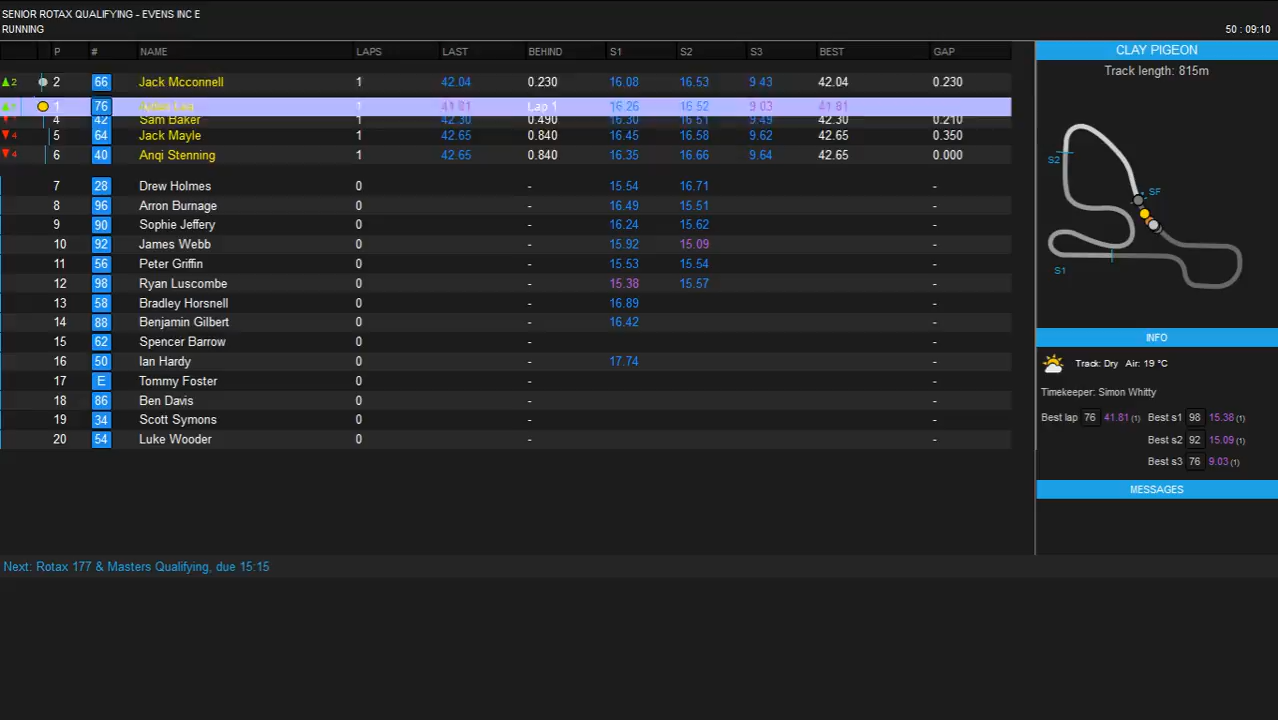 SENIOR ROTAX QUALIFYING - EVENS INC E
RUNNING
50 : 09:10
P # NAME LAPS LAST BEHIND S1 S2 S3 BEST GAP
2 2 66 Jack Mcconnell 1 42.04 0.230 16.08 16.53 9.43 42.04 0.230
1 76 1 41.81 Lap 1 16.26 16.52 9.03 41.81
4 42 Sam Baker 1 42.30 0.490 16.30 16.51 9.49 42.30 0.210
4 5 64 Jack Mayle 1 42.65 0.840 16.45 16.58 9.62 42.65 0.350
4 6 40 Anqi Stenning 1 42.65 0.840 16.35 16.66 9.64 42.65 0.000
7 28 Drew Holmes 0 - 15.54 16.71 -
8 96 Arron Burnage 0 - 16.49 15.51 -
9 90 Sophie Jeffery 0 - 16.24 15.62 -
10 92 James Webb 0 - 15.92 15.09 -
11 56 Peter Griffin 0 - 15.53 15.54 -
12 98 Ryan Luscombe 0 - 15.38 15.57 -
13 58 Bradley Horsnell 0 - 16.89 -
14 88 Benjamin Gilbert 0 - 16.42 -
15 62 Spencer Barrow 0 - -
16 50 Ian Hardy 0 - 17.74 -
17 E Tommy Foster 0 - -
18 86 Ben Davis 0 - -
19 34 Scott Symons 0 - -
20 54 Luke Wooder 0 - -
CLAY PIGEON
Track length: 815m
S2
SF
S1
INFO
Track: Dry Air: 19 °C
Timekeeper: Simon Whitty
Best lap 76 41.81 (1) Best s1 98 15.38 (1)
Best s2 92 15.09 (1)
Best s3 76 9.03 (1)
MESSAGES
Next: Rotax 177 & Masters Qualifying, due 15:15